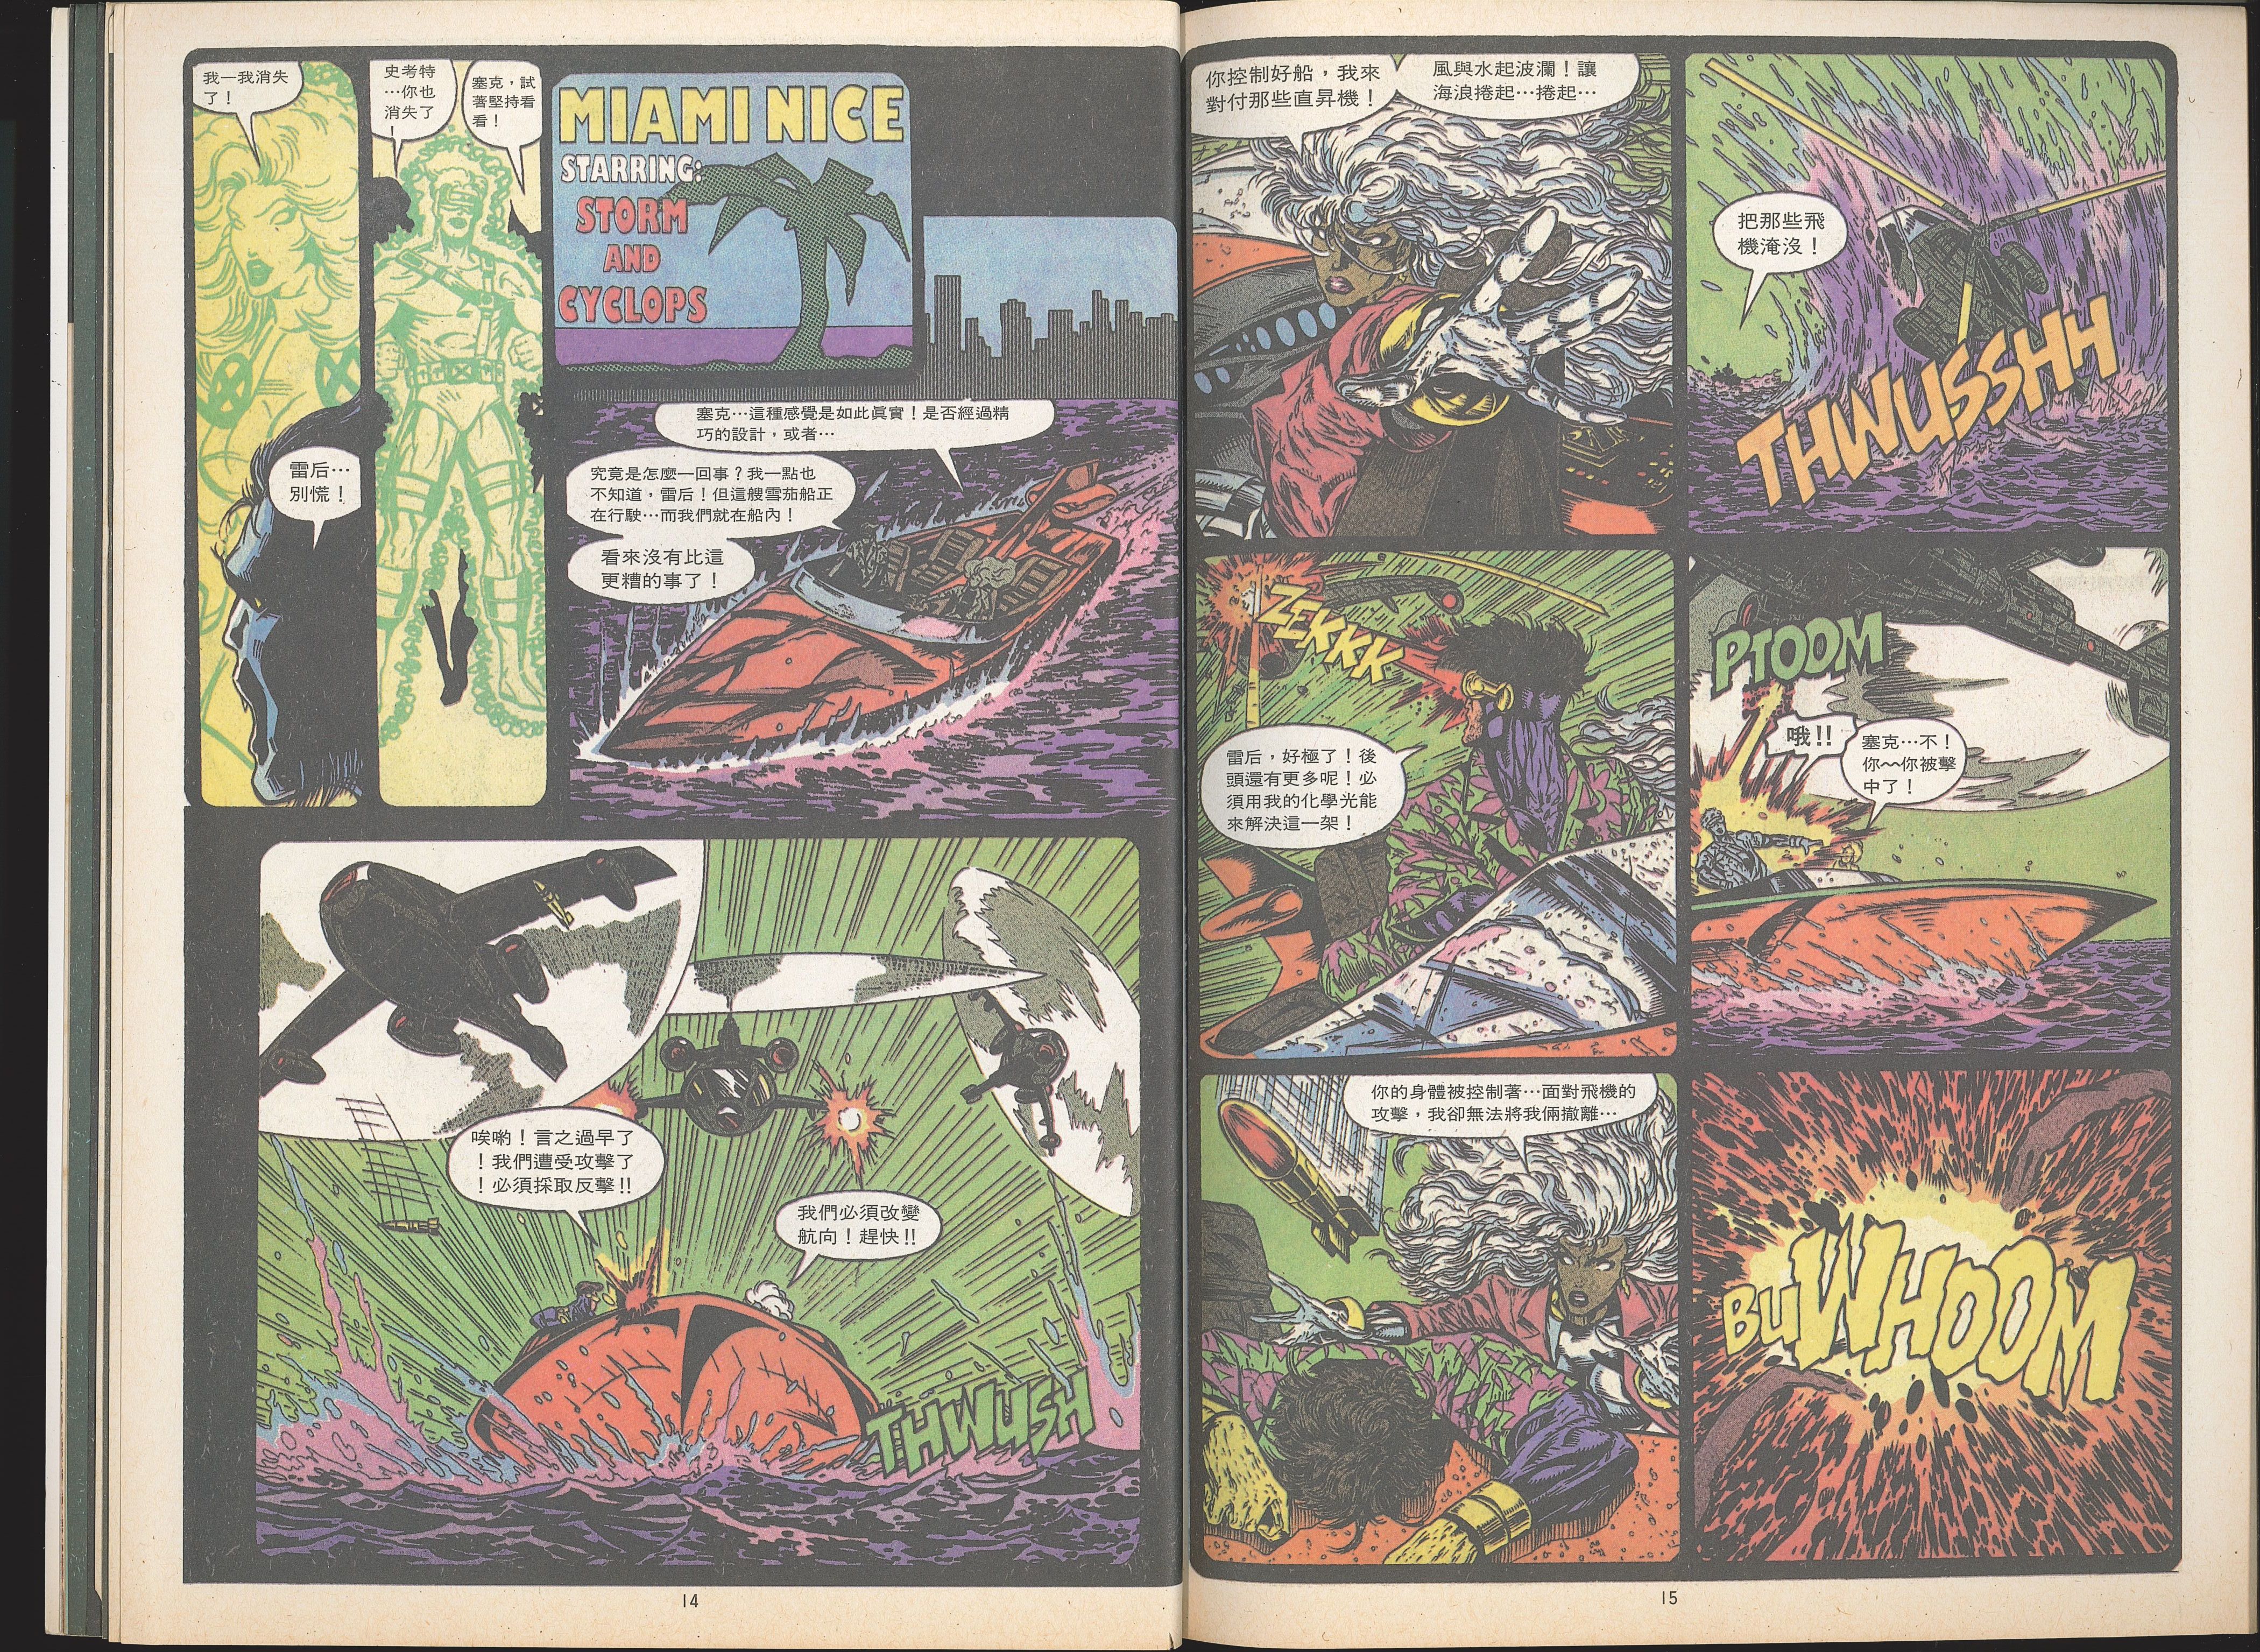 我一我消失
了！
史考特
…你也
消失了
！
塞克，試
著堅持看
看！
雷后…
別慌！
MIAMI NICE
STARRING:
STORM
AND
CYCLOPS
塞克…這種感覺是如此眞實！是否經過精
巧的設計，或者…
究竟是怎麼一回事？我一點也
不知道，雷后！但這艘雪茄船正
在行駛…而我們就在船內！
看來沒有比這
更糟的事了！
唉喲！言之過早了
！我們遭受攻擊了
！必須採取反擊!!
我們必須改變
航向！趕快!!
THWUSH
14
你控制好船，我來
對付那些直昇機！
風與水起波瀾！讓
海浪捲起…捲起…
把那些飛
機淹沒！
THWUSSHH
ZEKKK
雷后，好極了！後
頭還有更多呢！必
須用我的化學光能
來解決這一架！
PTOOM
哦!!
塞克…不！
你～你被擊
中了！
你的身體被控制著…面對飛機的
攻擊，我卻無法將我倆撤離…
BUWHOOM
15